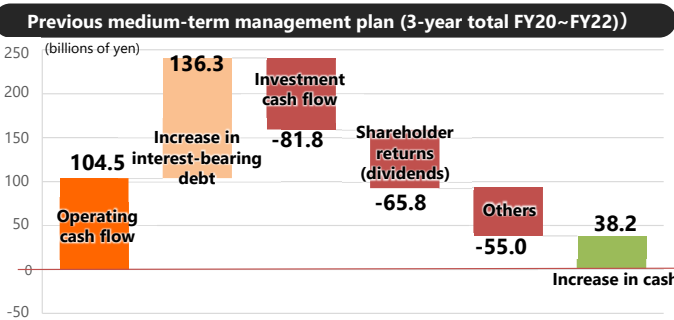 Previous medium-term management plan (3-year total FY20~FY22)）
(billions of yen)
250
200
150
100
50
0
-50
104.5
Operating
cash flow
136.3
Increase in
interest-bearing
debt
Investment
cash flow
-81.8
Shareholder
returns
(dividends)
-65.8
Others
-55.0
38.2
Increase in cash